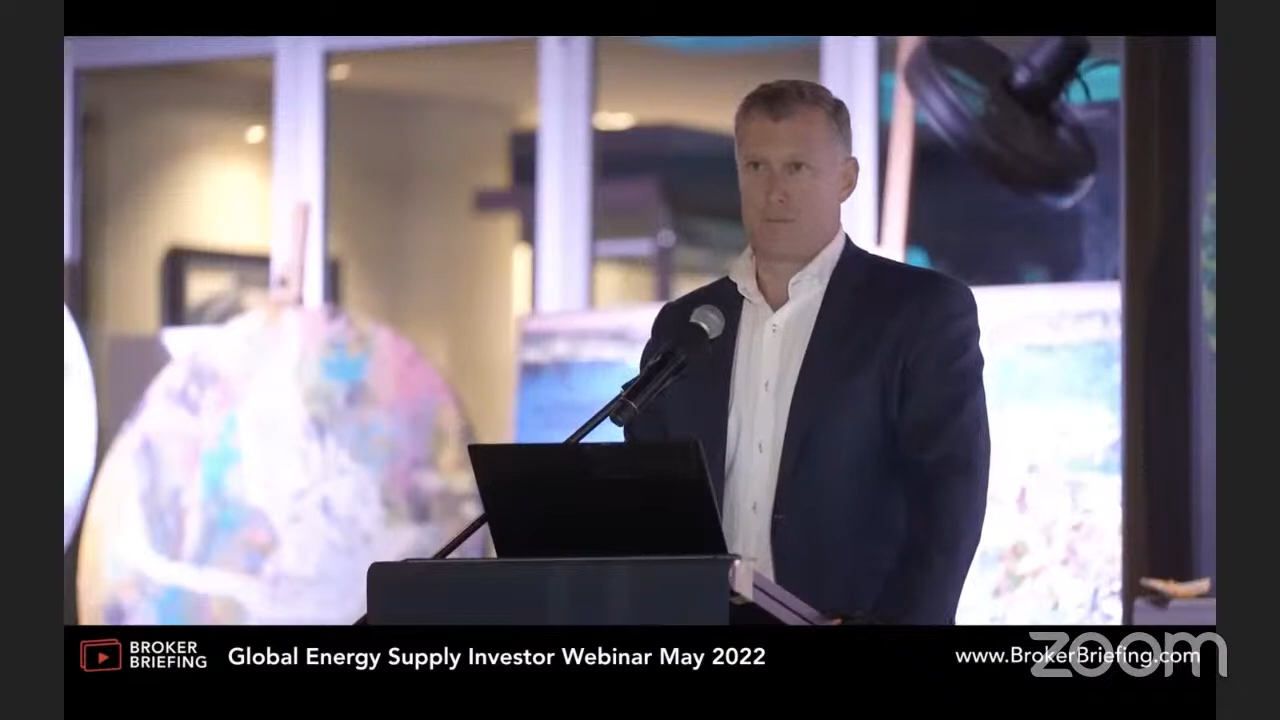 BROKER
BRIEFING
Global Energy Supply Investor Webinar May 2022
www.BrokerBriefing.com
zoom